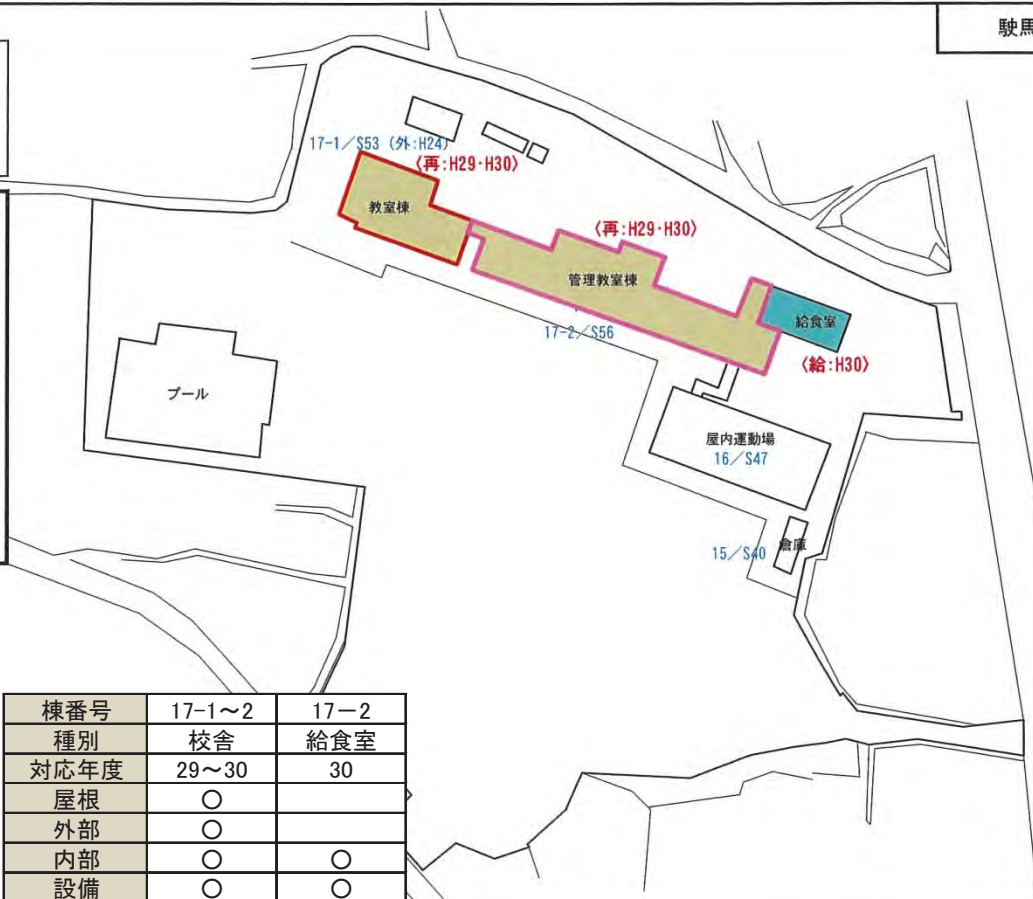 駛馬
17-1／S53 (外:H24)
〈再:H29・H30〉
教室棟
〈再:H29・H30〉
管理教室棟
17-2／S56
給食室
〈給:H30〉
プール
屋内運動場
16／S47
15／S40
倉庫
棟番号 17-1～2 17－2
種別 校舎 給食室
対応年度 29～30 30
屋根 ○
外部 ○
内部 ○ ○
設備 ○ ○